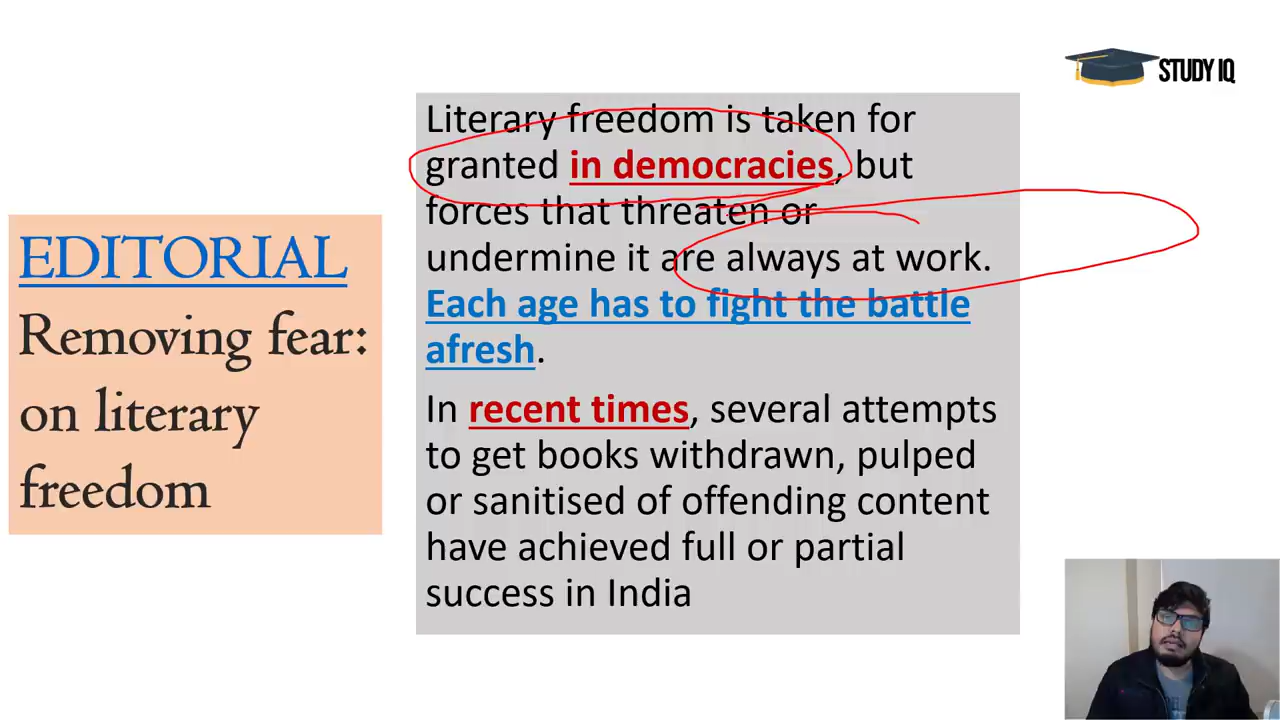 STUDY IQ
EDITORIAL
Removing fear:
on literary
freedom
Literary freedom is taken for
granted in democracies, but
forces that threaten or
undermine it are always at work.
Each age has to fight the battle
afresh.
In recent times, several attempts
to get books withdrawn, pulped
or sanitised of offending content
have achieved full or partial
success in India